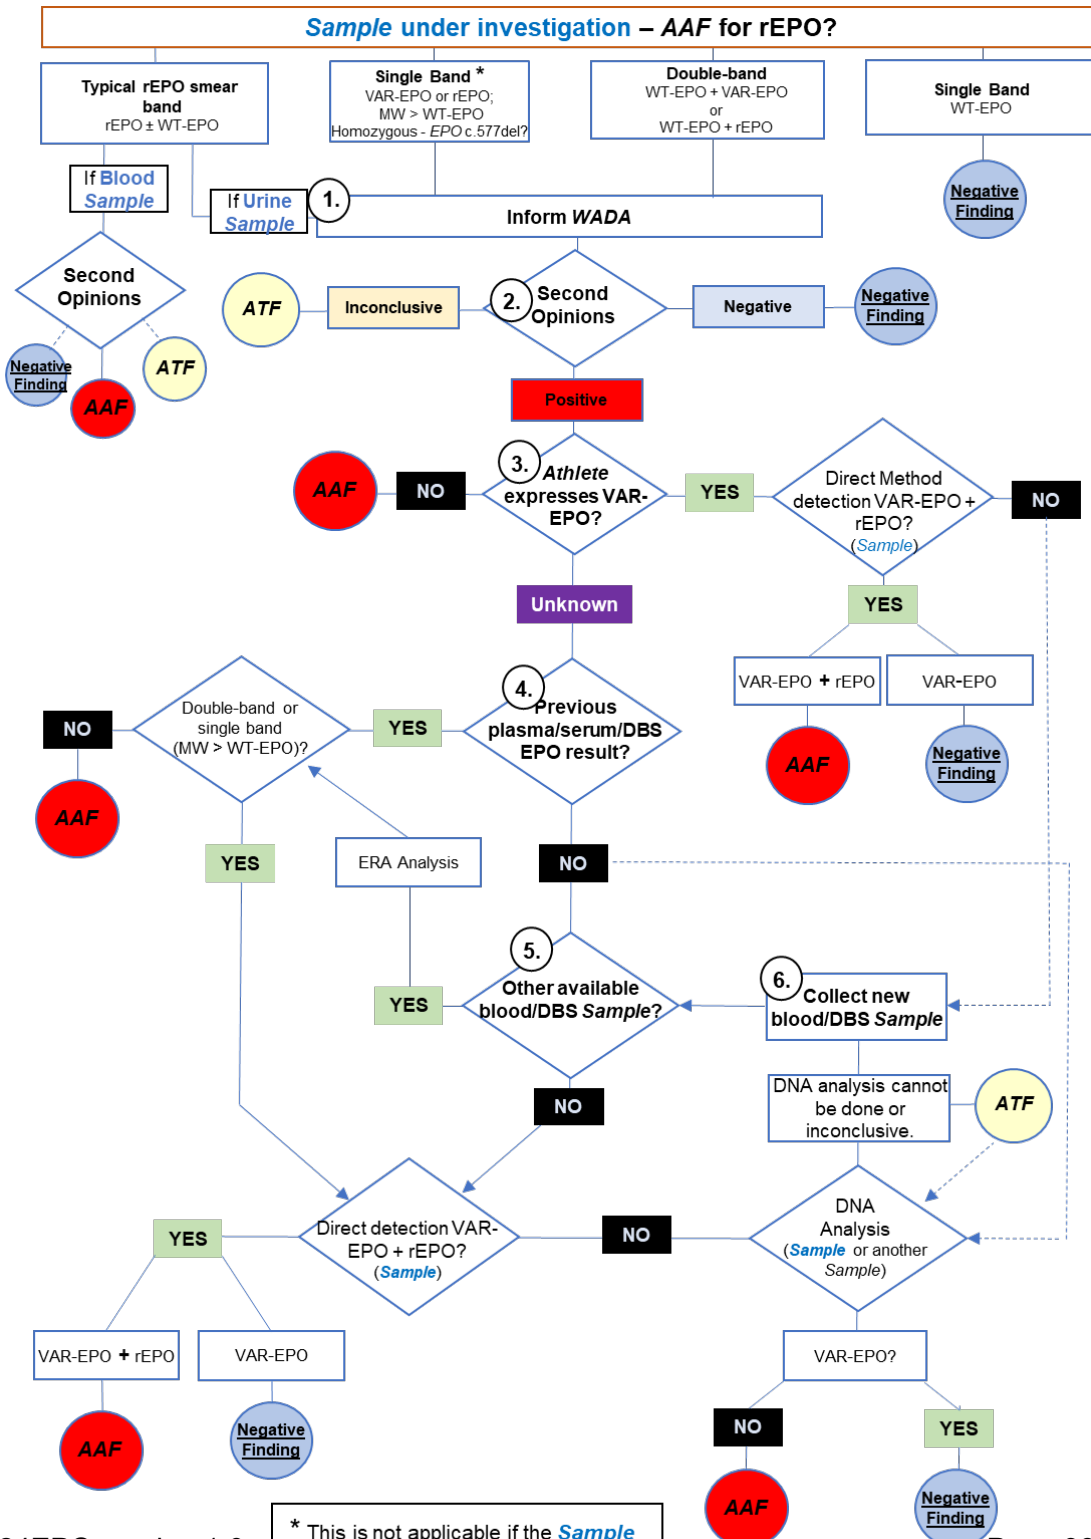 Sample under investigation – AAF for rEPO?
Typical rEPO smear
band
rEPO ± WT-EPO
Single Band *
VAR-EPO or rEPO;
MW > WT-EPO
Homozygous - EPO c.577del?
Double-band
WT-EPO + VAR-EPO
or
WT-EPO + rEPO
Single Band
WT-EPO
If Blood
Sample
If Urine
Sample
1.
Inform WADA
Negative
Finding
Second
Opinions
Negative
Finding
AAF
ATF
ATF
Inconclusive
2.
Second
Opinions
Negative
Negative
Finding
Positive
AAF
NO
3.
Athlete
expresses VAR-
EPO?
YES
Direct Method
detection VAR-EPO +
rEPO?
(Sample)
NO
YES
VAR-EPO + rEPO
VAR-EPO
AAF
Negative
Finding
Unknown
4.
Previous
plasma/serum/DBS
EPO result?
YES
Double-band or
single band
(MW > WT-EPO)?
NO
AAF
YES
ERA Analysis
NO
5.
Other available
blood/DBS Sample?
YES
6.
Collect new
blood/DBS Sample
NO
DNA analysis cannot
be done or
inconclusive.
ATF
Direct detection VAR-
EPO + rEPO?
(Sample)
YES
NO
DNA
Analysis
(Sample or another
Sample)
VAR-EPO + rEPO
VAR-EPO
AAF
Negative
Finding
VAR-EPO?
NO
YES
AAF
Negative
Finding
* This is not applicable if the Sample